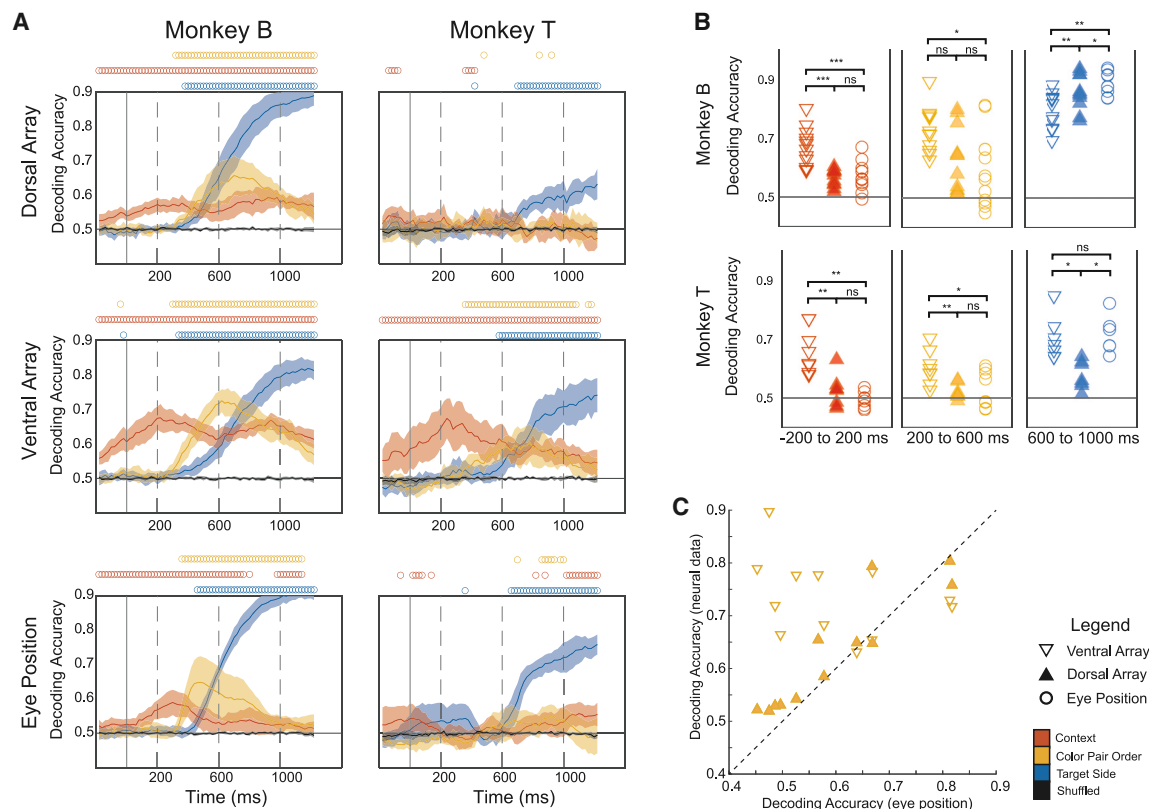 A
Monkey B
Monkey T
B
Dorsal Array
Decoding Accuracy
0.9
0.8
0.7
0.6
0.5
200
600
1000
200
600
1000
Ventral Array
Decoding Accuracy
0.9
0.8
0.7
0.6
0.5
200
600
1000
200
600
1000
Eye Position
Decoding Accuracy
0.9
0.8
0.7
0.6
0.5
200
600
1000
200
600
1000
Time (ms)
Time (ms)
Monkey B
Decoding Accuracy
0.9
0.7
0.5
***
*** ns
*
ns ns
**
** *
Monkey T
Decoding Accuracy
0.9
0.7
0.5
**
** ns
*
** ns
ns
* *
-200 to 200 ms
200 to 600 ms
600 to 1000 ms
C
Decoding Accuracy (neural data)
0.9
0.8
0.7
0.6
0.5
0.4
0.4 0.5 0.6 0.7 0.8 0.9
Decoding Accuracy (eye position)
Legend
Ventral Array
Dorsal Array
Eye Position
Context
Color Pair Order
Target Side
Shuffled